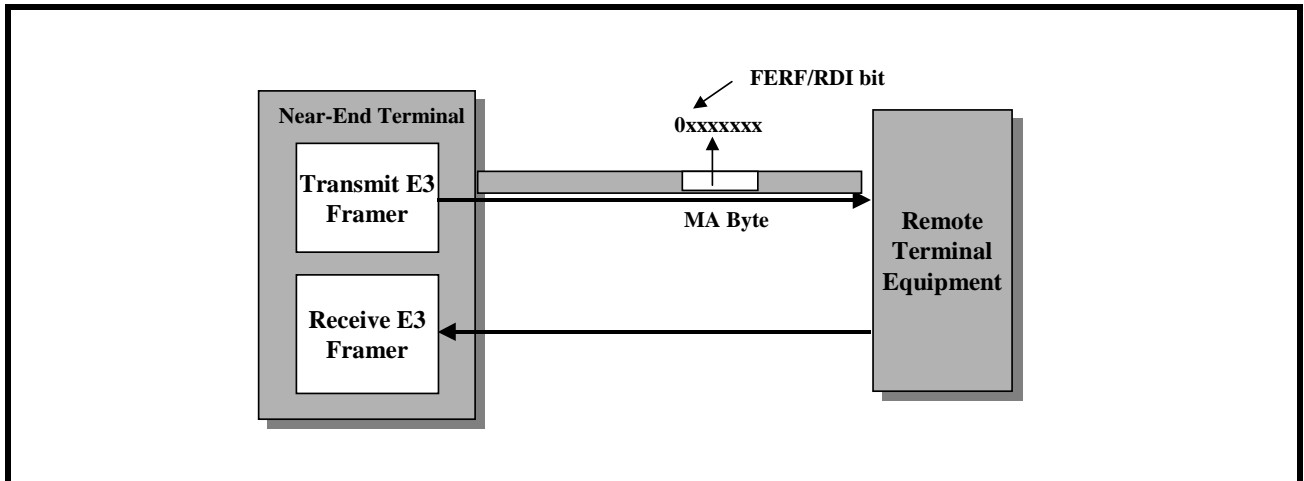 FERF/RDI bit
0xxxxxxx
Near-End Terminal
Transmit E3
Framer
MA Byte
Remote
Terminal
Equipment
Receive E3
Framer